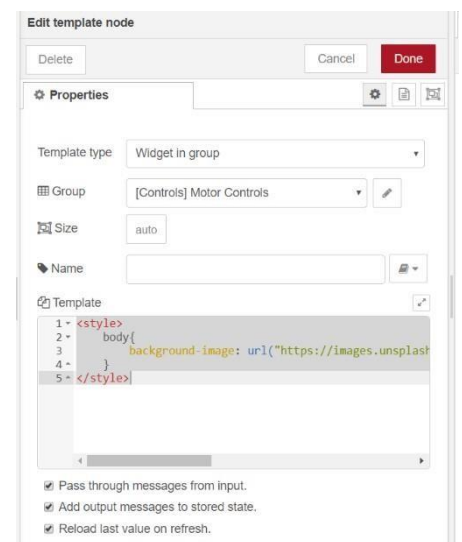 Edit template node
Delete Cancel Done
Properties
Template type Widget in group
Group [Controls] Motor Controls
Size auto
Name
Template
1 <style>
2 body{
3 background-image: url("https://images.unsplash
4 }
5 </style>
Pass through messages from input.
Add output messages to stored state.
Reload last value on refresh.